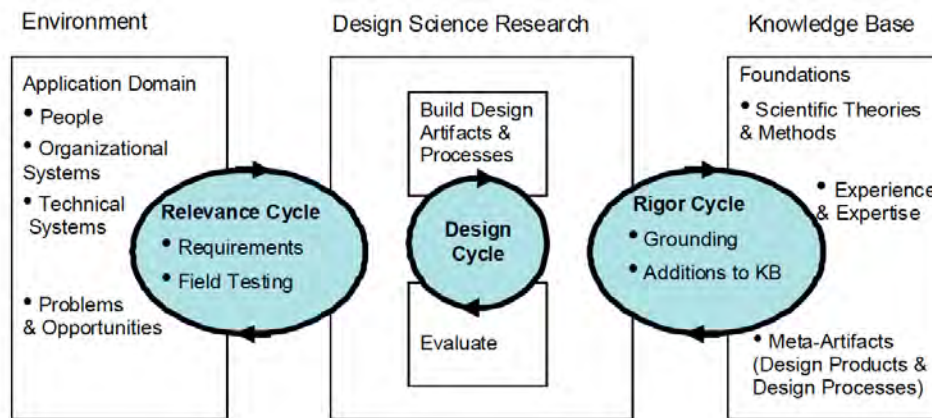 Environment
Design Science Research
Knowledge Base
Application Domain
• People
• Organizational
Systems
• Technical
Systems
• Problems
& Opportunities
Relevance Cycle
• Requirements
• Field Testing
Build Design
Artifacts &
Processes
Design
Cycle
Evaluate
Rigor Cycle
• Grounding
• Additions to KB
Foundations
• Scientific Theories
& Methods
• Experience
& Expertise
• Meta-Artifacts
(Design Products &
Design Processes)